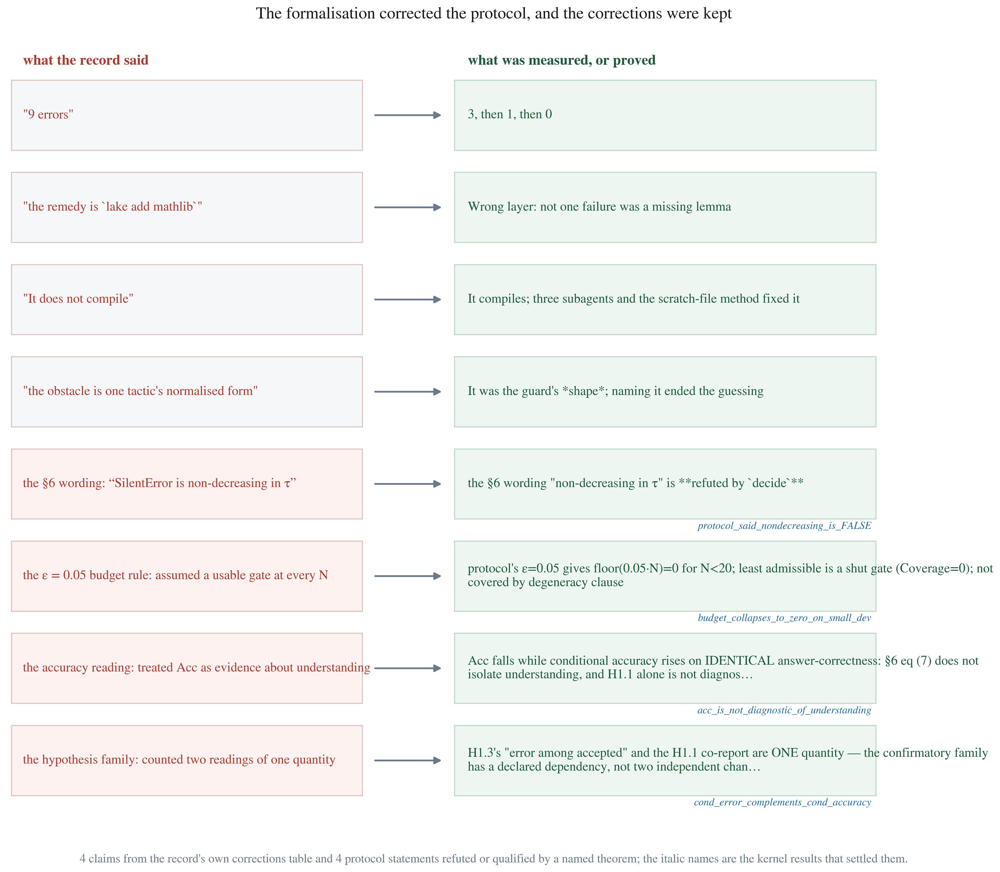 The formalisation corrected the protocol, and the corrections were kept
what the record said
what was measured, or proved
"9 errors"
3, then 1, then 0
"the remedy is `lake add mathlib`"
Wrong layer: not one failure was a missing lemma
"It does not compile"
It compiles; three subagents and the scratch-file method fixed it
"the obstacle is one tactic's normalised form"
It was the guard's *shape*; naming it ended the guessing
the §6 wording: “SilentError is non-decreasing in τ”
the §6 wording "non-decreasing in τ" is **refuted by `decide`**
protocol_said_nondecreasing_is_FALSE
the ε = 0.05 budget rule: assumed a usable gate at every N
protocol's ε=0.05 gives floor(0.05·N)=0 for N<20; least admissible is a shut gate (Coverage=0); not
covered by degeneracy clause
budget_collapses_to_zero_on_small_dev
the accuracy reading: treated Acc as evidence about understanding
Acc falls while conditional accuracy rises on IDENTICAL answer-correctness: §6 eq (7) does not
isolate understanding, and H1.1 alone is not diagnos…
acc_is_not_diagnostic_of_understanding
the hypothesis family: counted two readings of one quantity
H1.3's "error among accepted" and the H1.1 co-report are ONE quantity — the confirmatory family
has a declared dependency, not two independent chan…
cond_error_complements_cond_accuracy
4 claims from the record's own corrections table and 4 protocol statements refuted or qualified by a named theorem; the italic names are the kernel results that settled them.